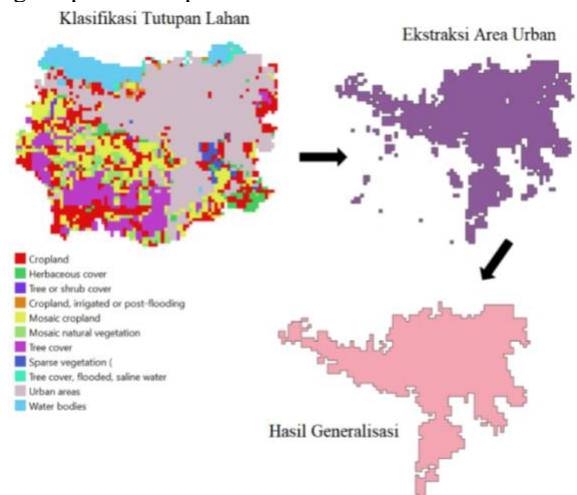 Klasifikasi Tutupan Lahan
Ekstraksi Area Urban
Cropland
Herbaceous cover
Tree or shrub cover
Cropland, irrigated or post-flooding
Mosaic cropland
Mosaic natural vegetation
Tree cover
Sparse vegetation (
Tree cover, flooded, saline water
Urban areas
Water bodies
Hasil Generalisasi